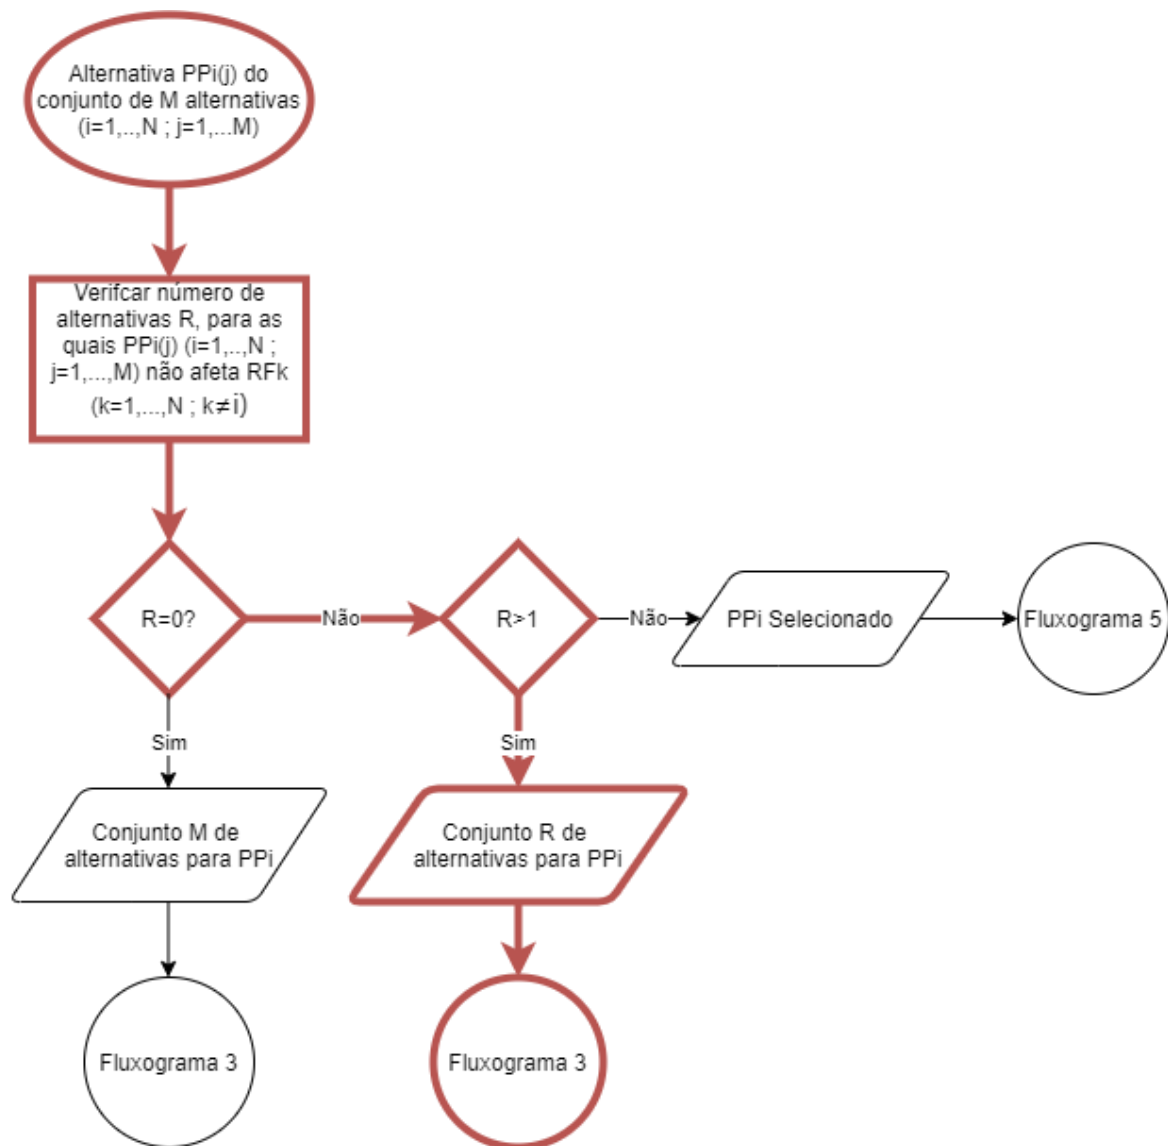 Alternativa PPi(j) do
conjunto de M alternativas
(i=1,..,N ; j=1,...M)
Verifcar número de
alternativas R, para as
quais PPi(j) (i=1,..,N ;
j=1,...,M) não afeta RFk
(k=1,...,N ; k≠i)
R=0?
Não
R>1
Não
PPi Selecionado
Fluxograma 5
Sim
Sim
Conjunto M de
alternativas para PPi
Conjunto R de
alternativas para PPi
Fluxograma 3
Fluxograma 3